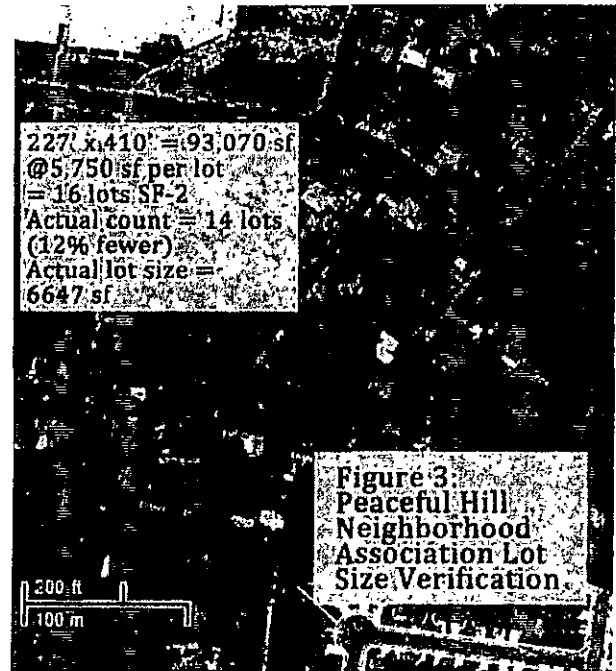 227' x 410' = 93,070 sf
@5,750 sf per lot
= 16 lots SF-2
Actual count = 14 lots
(12% fewer)
Actual lot size =
6647 sf
Figure 3:
Peaceful Hill
Neighborhood
Association Lot
Size Verification
200 ft
100 m